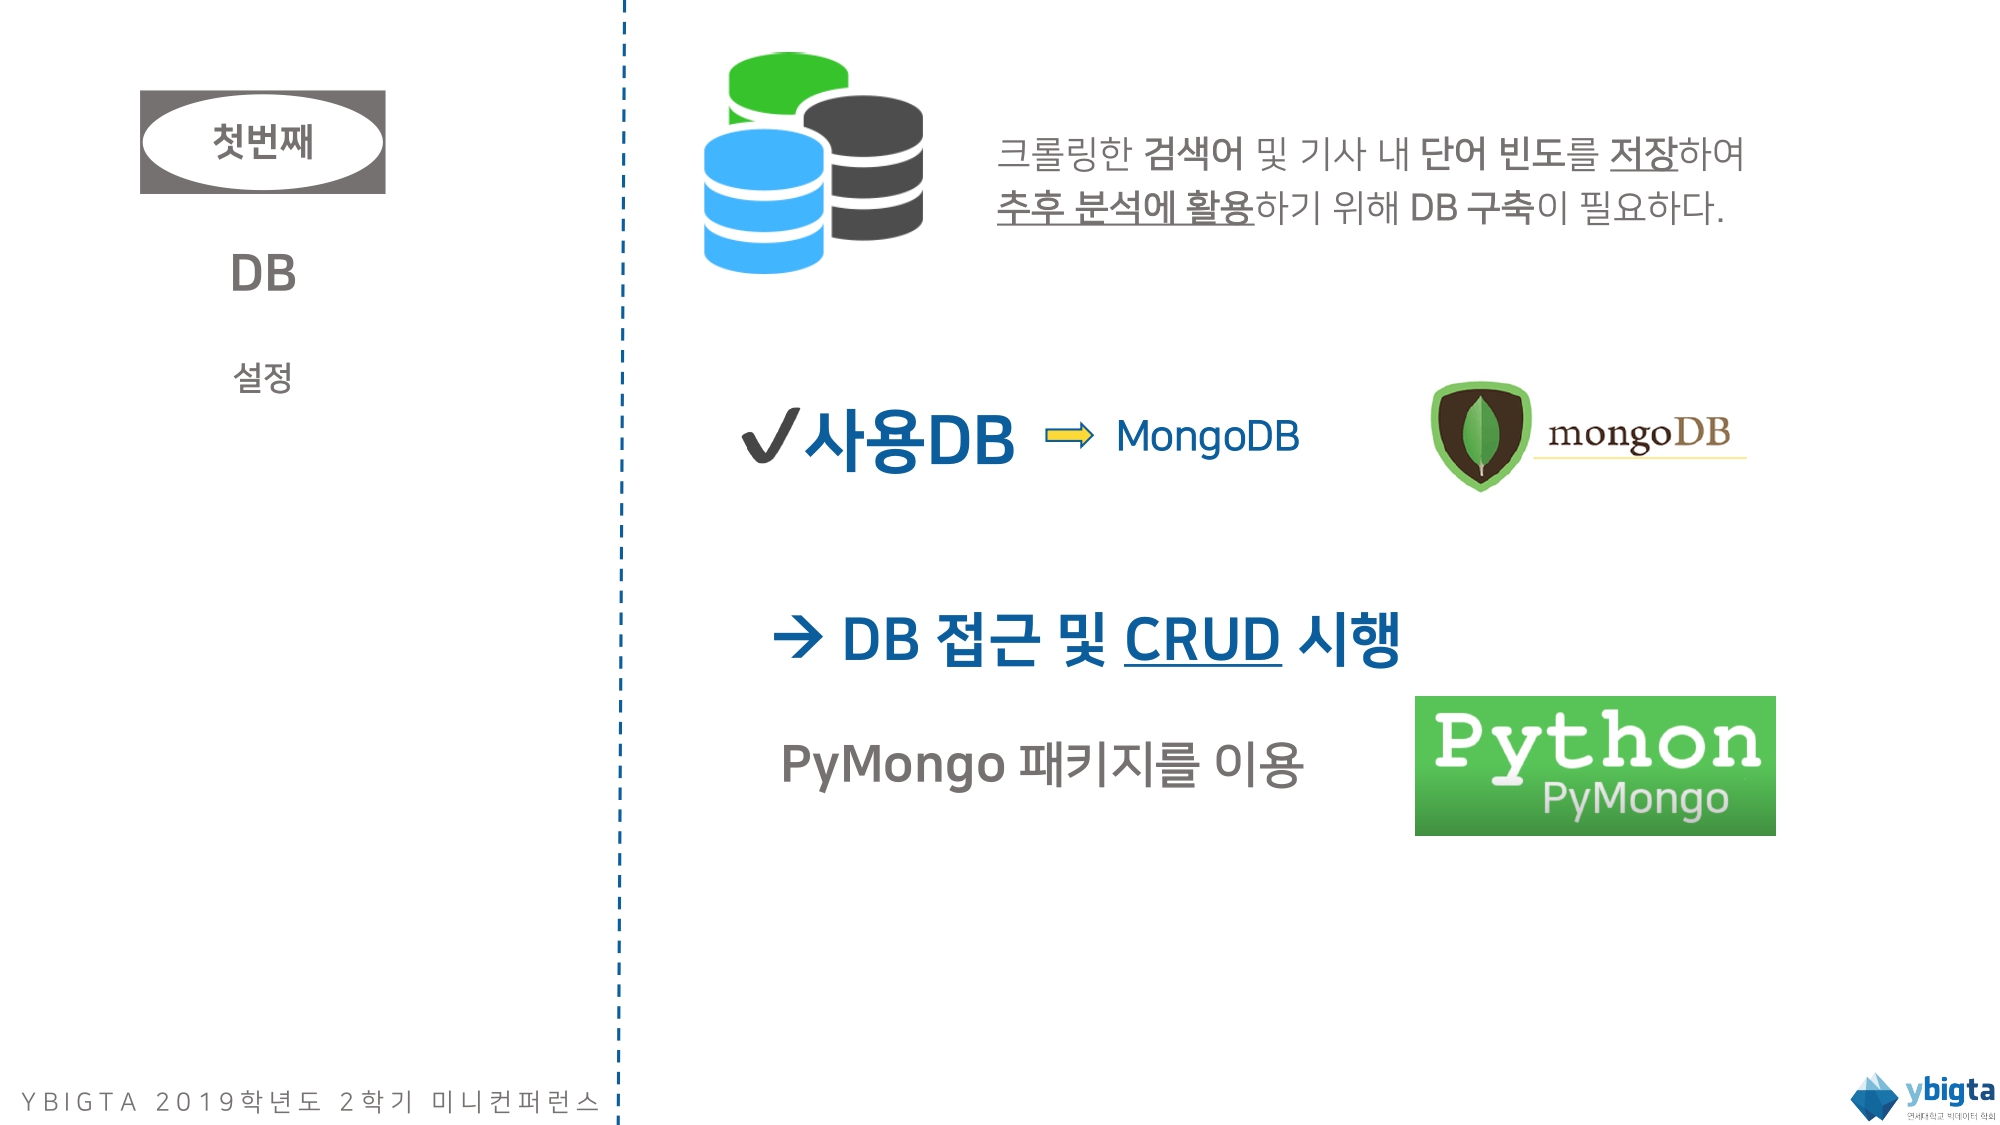 첫번째
DB
설정
크롤링한 검색어 및 기사 내 단어 빈도를 저장하여
추후 분석에 활용하기 위해 DB 구축이 필요하다.
✔사용DB ➡ MongoDB
mongoDB
→ DB 접근 및 CRUD 시행
PyMongo 패키지를 이용
Python
PyMongo
YBIGTA 2019학년도 2학기 미니컨퍼런스
ybigta
연세대학교 빅데이터 학회